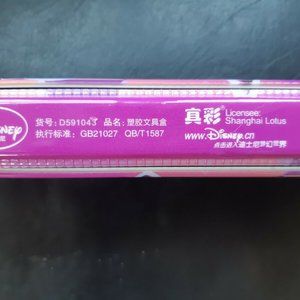 DISNEY
货号: D591043 品名: 塑胶文具盒
执行标准: GB21027 QB/T1587
真彩 Licensee:
Shanghai Lotus
www.Disney.cn
点击进入迪士尼梦幻世界